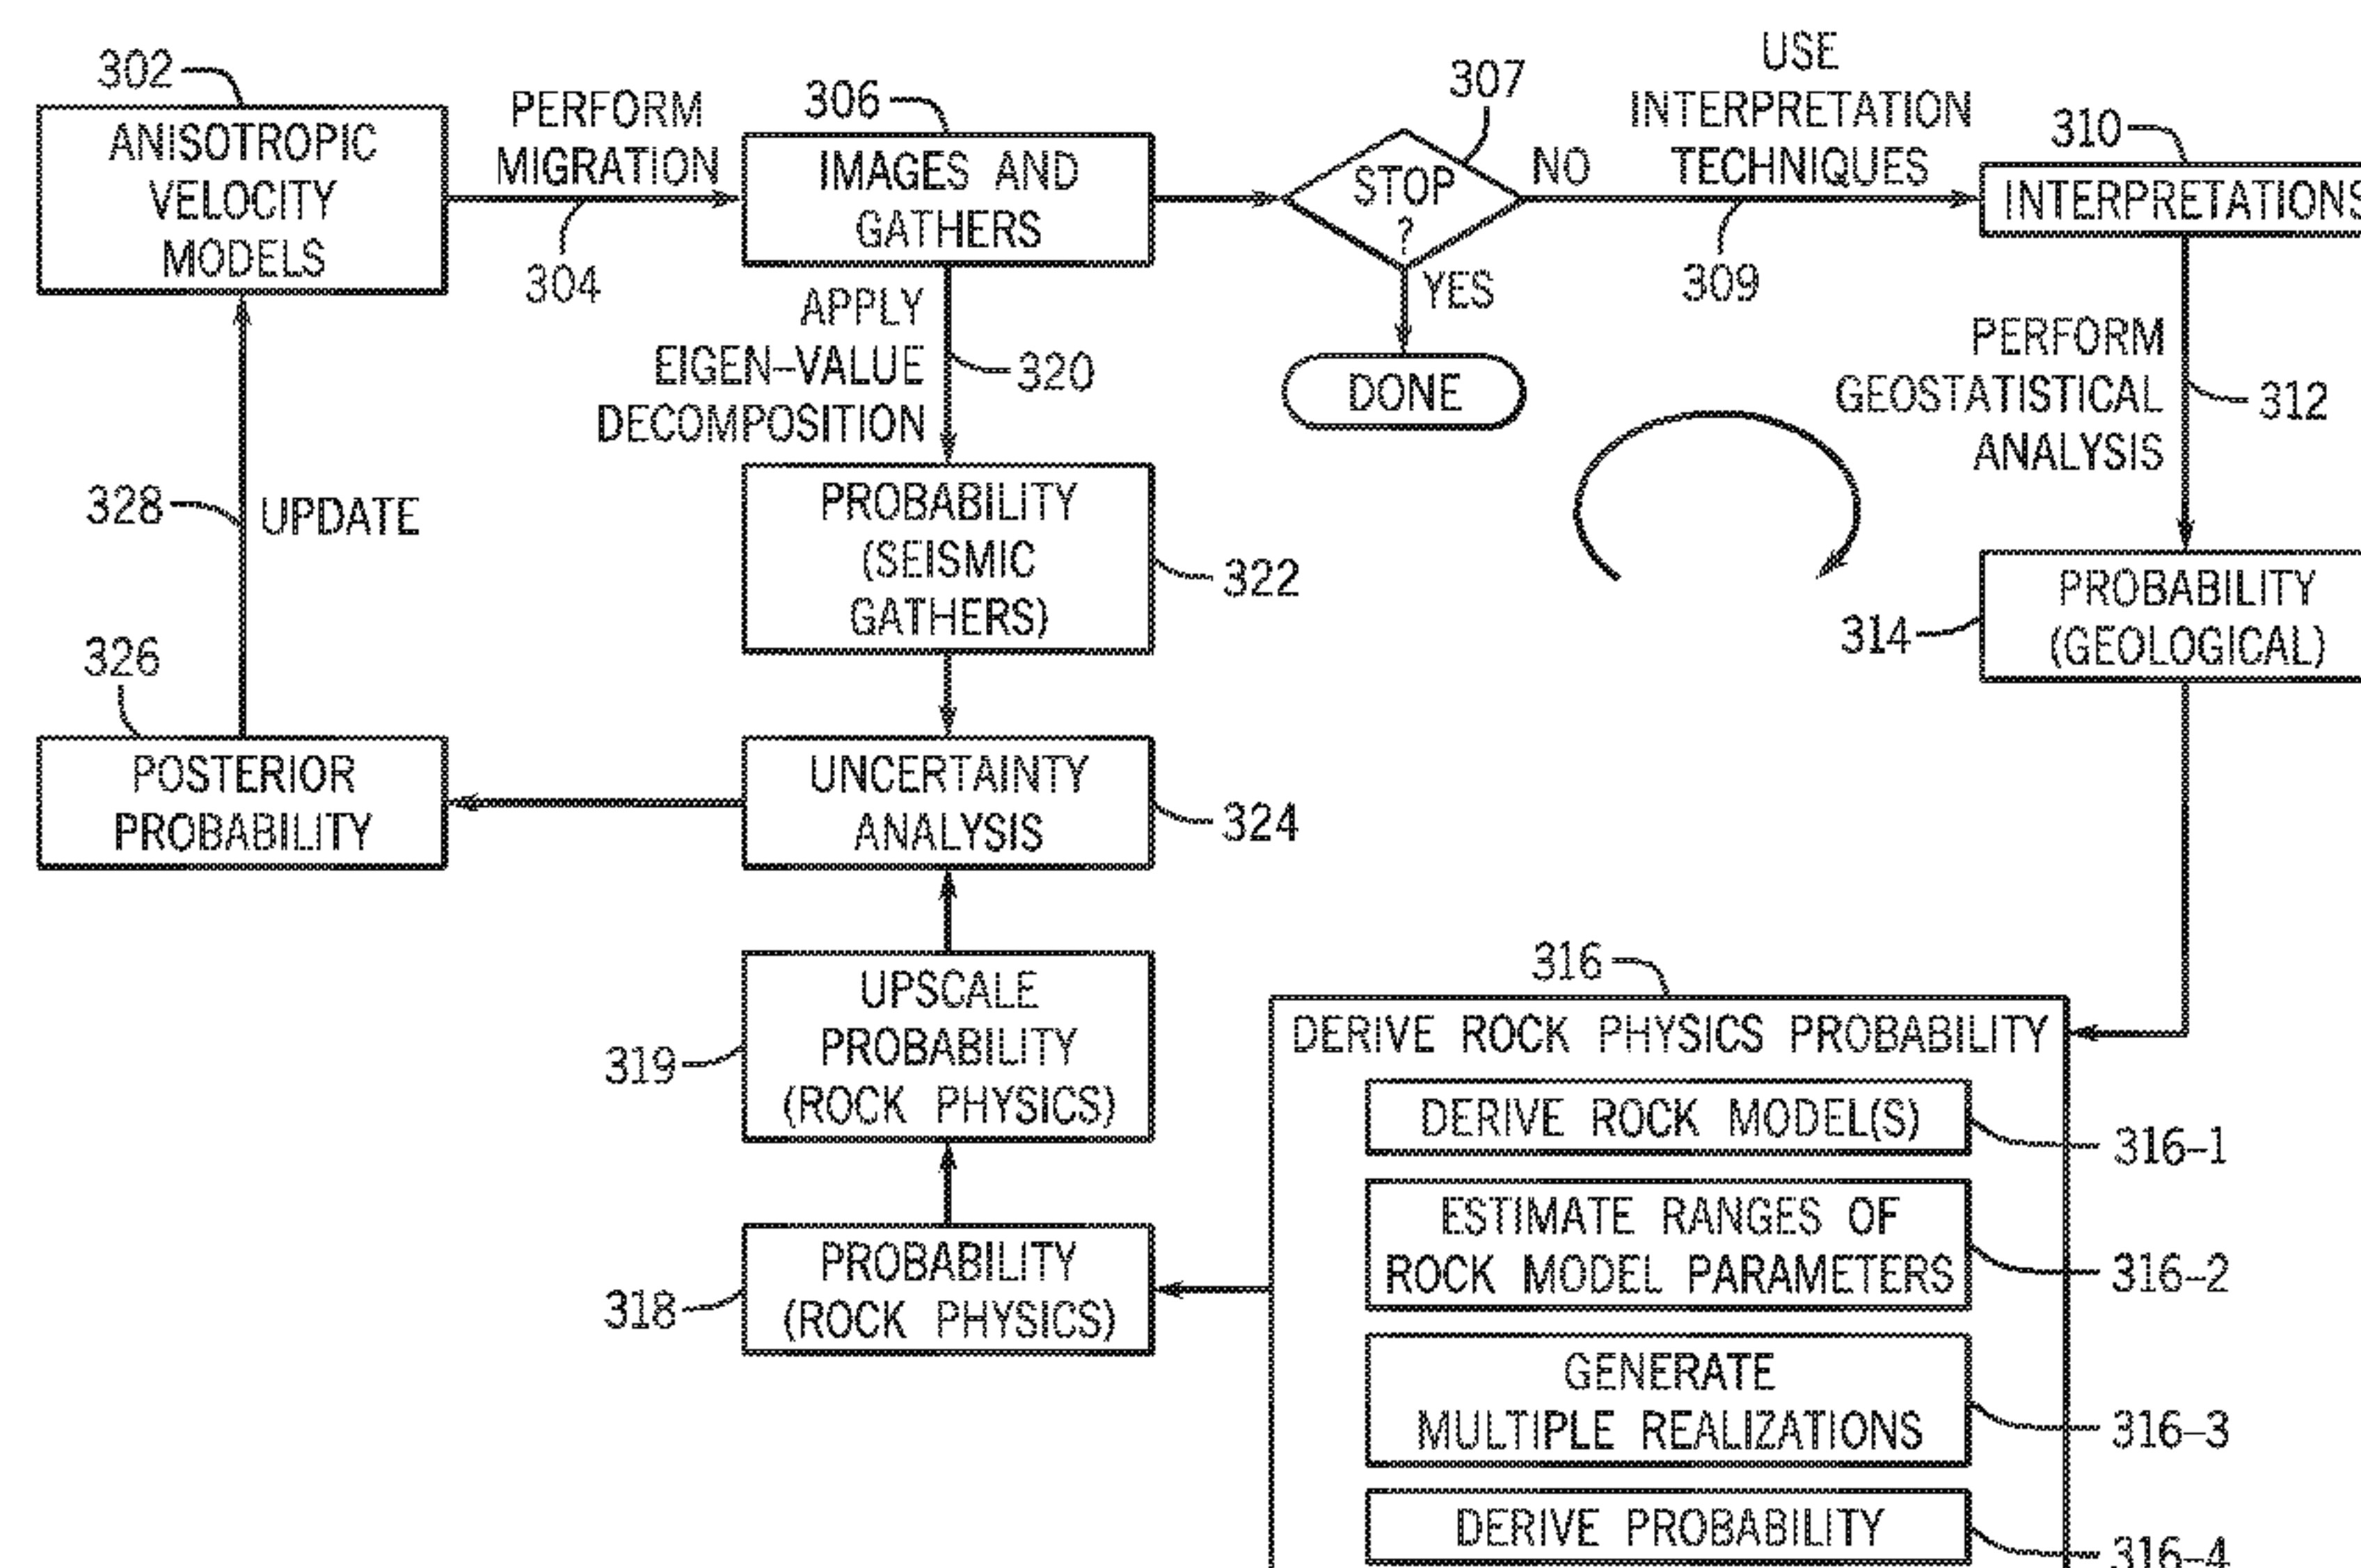 302
ANISOTROPIC
VELOCITY
MODELS
PERFORM
MIGRATION
304
306
IMAGES AND
GATHERS
307
STOP
?
NO
YES
DONE
USE
INTERPRETATION
TECHNIQUES
309
310
INTERPRETATIONS
PERFORM
GEOSTATISTICAL
ANALYSIS
312
APPLY
EIGEN-VALUE
DECOMPOSITION
320
PROBABILITY
(SEISMIC
GATHERS)
322
314
PROBABILITY
(GEOLOGICAL)
328
UPDATE
326
POSTERIOR
PROBABILITY
UNCERTAINTY
ANALYSIS
324
319
UPSCALE
PROBABILITY
(ROCK PHYSICS)
318
PROBABILITY
(ROCK PHYSICS)
316
DERIVE ROCK PHYSICS PROBABILITY
DERIVE ROCK MODEL(S)
316-1
ESTIMATE RANGES OF
ROCK MODEL PARAMETERS
316-2
GENERATE
MULTIPLE REALIZATIONS
316-3
DERIVE PROBABILITY
316-4